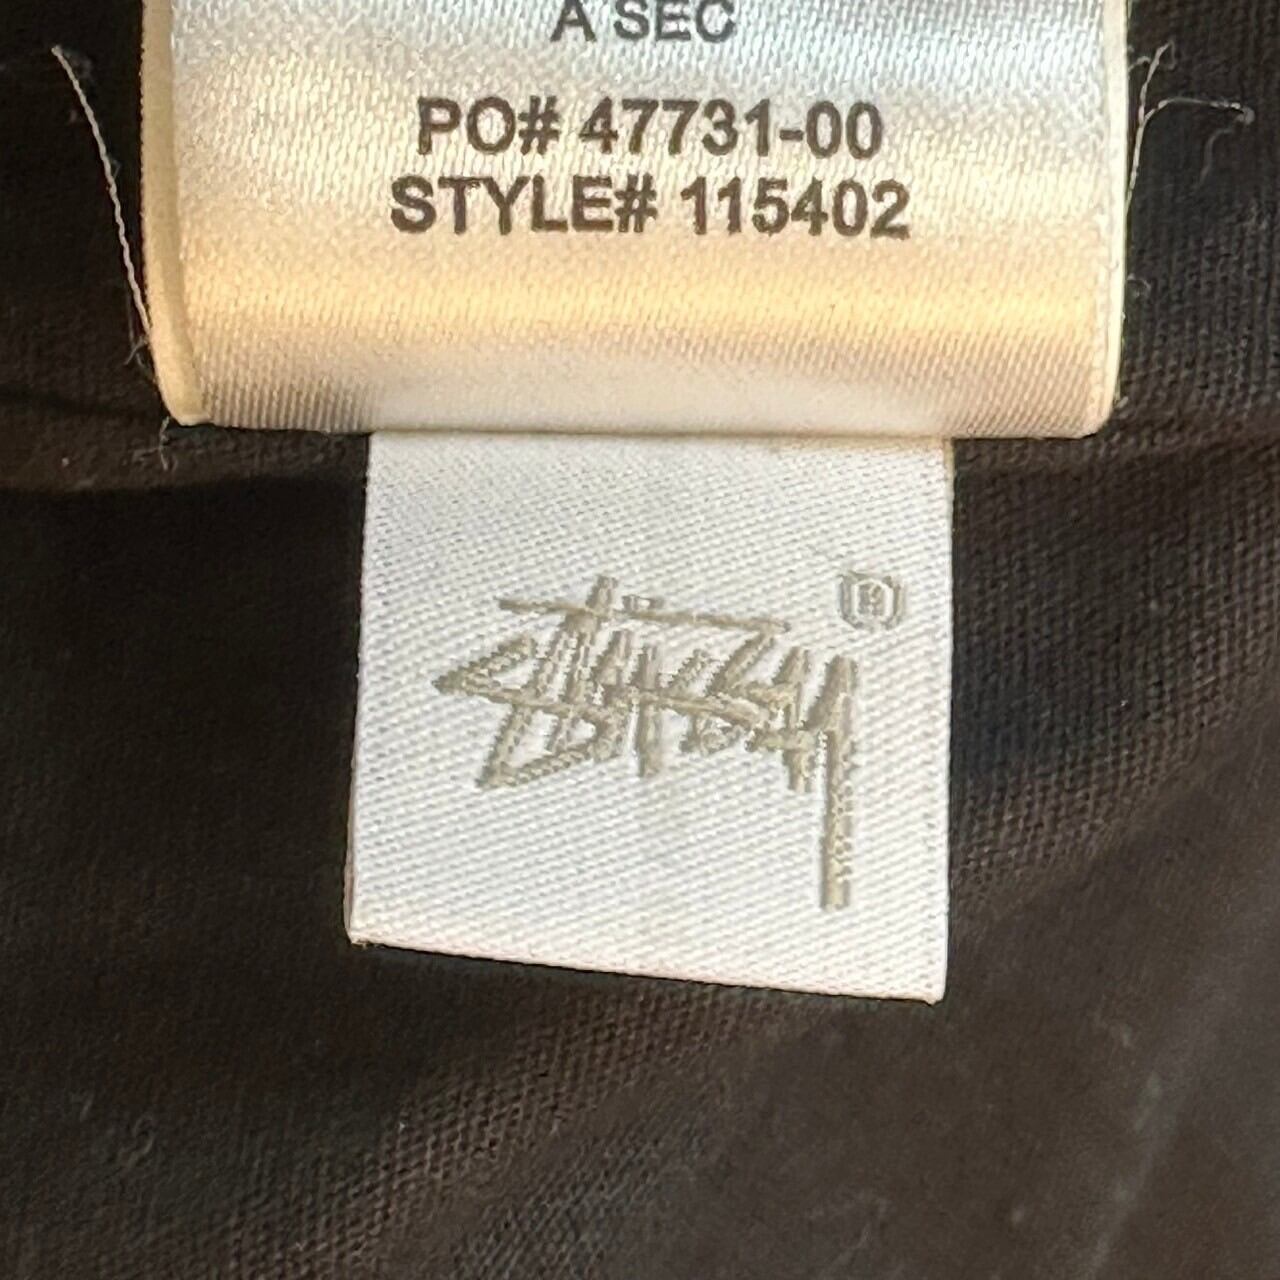 A SEC
PO# 47731-00
STYLE# 115402
Stüssy ®